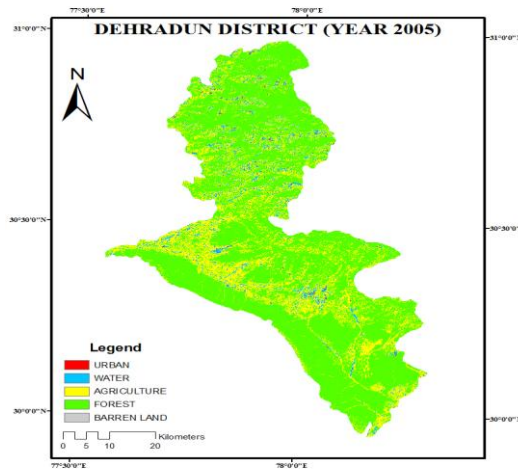 77°30'0"E 78°0'0"E
DEHRADUN DISTRICT (YEAR 2005)
31°0'0"N 31°0'0"N
N
30°30'0"N 30°30'0"N
Legend
URBAN
WATER
AGRICULTURE
FOREST
BARREN LAND
30°0'0"N 30°0'0"N
Kilometers
0 5 10 20
77°30'0"E 78°0'0"E